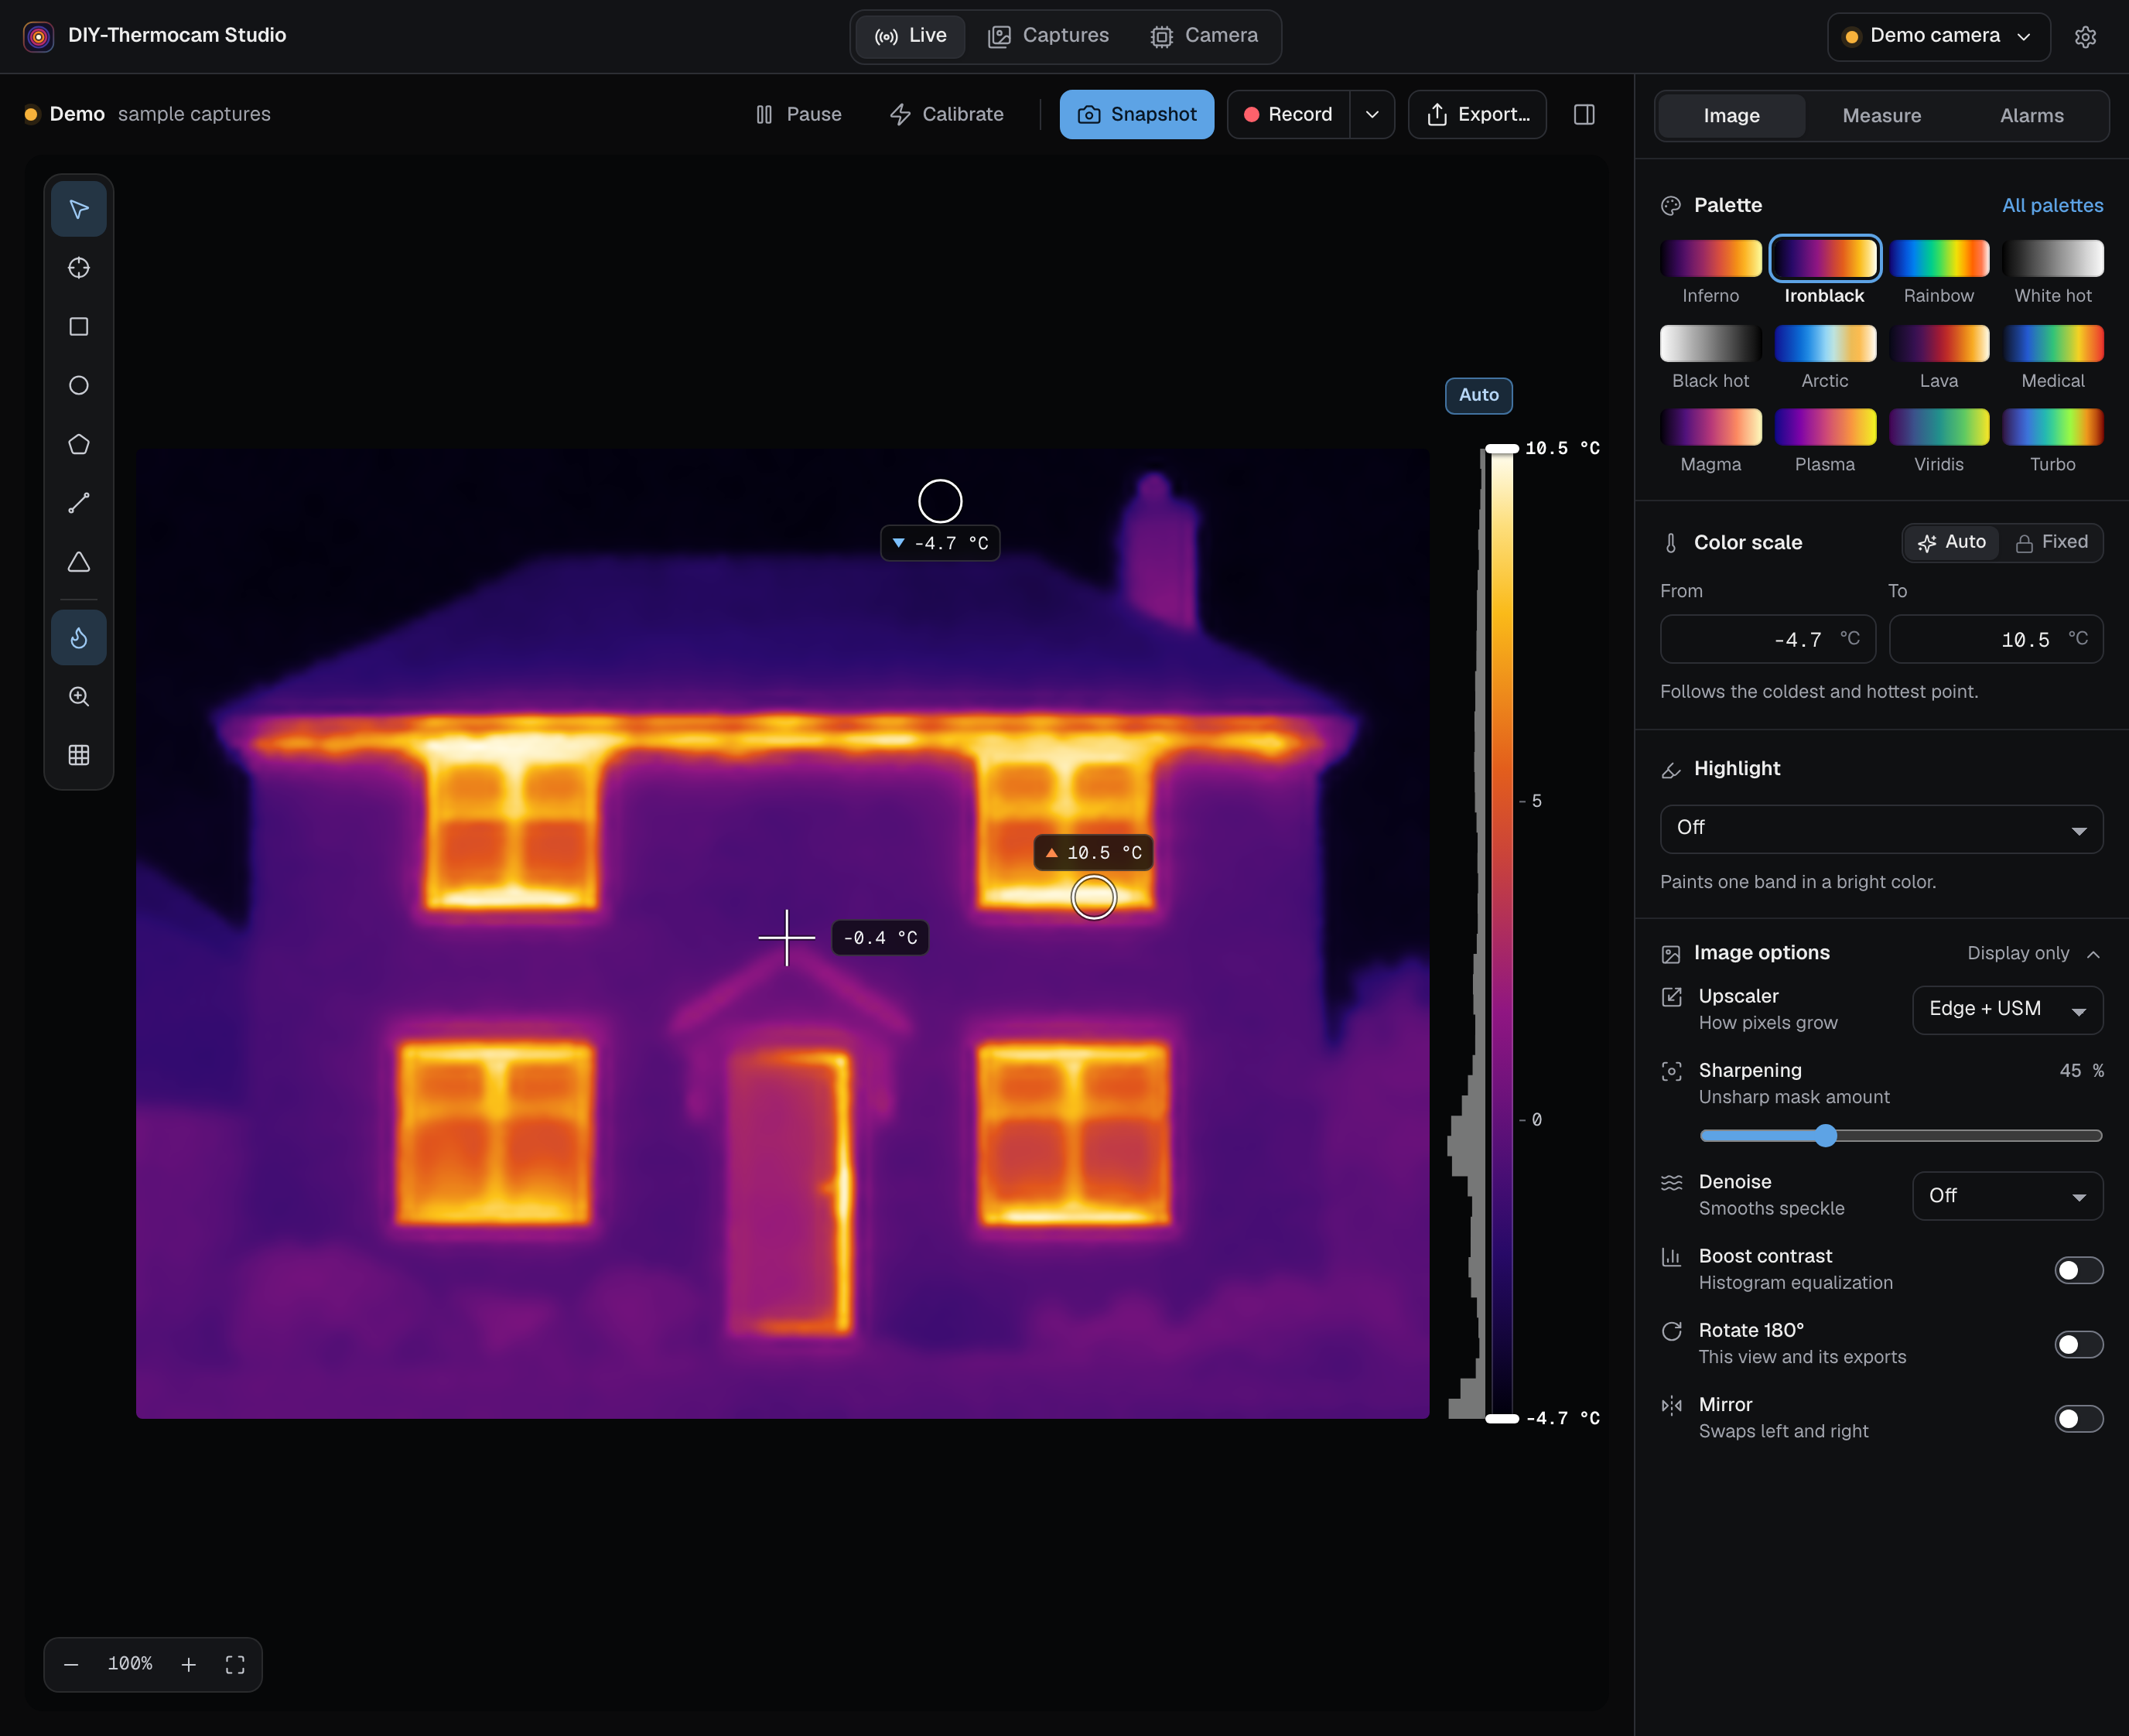 DIY-Thermocam Studio
Live
Captures
Camera
Demo camera
Demo sample captures
Pause
Calibrate
Snapshot
Record
Export...
Image
Measure
Alarms
Palette
All palettes
Inferno
Ironblack
Rainbow
White hot
Black hot
Arctic
Lava
Medical
Magma
Plasma
Viridis
Turbo
Color scale
Auto
Fixed
From
To
-4.7 °C
10.5 °C
Follows the coldest and hottest point.
Highlight
Off
Paints one band in a bright color.
Image options
Display only
Upscaler
How pixels grow
Edge + USM
Sharpening
45 %
Unsharp mask amount
Denoise
Smooths speckle
Off
Boost contrast
Histogram equalization
Rotate 180°
This view and its exports
Mirror
Swaps left and right
Auto
10.5 °C
5
0
-4.7 °C
-4.7 °C
10.5 °C
-0.4 °C
100%